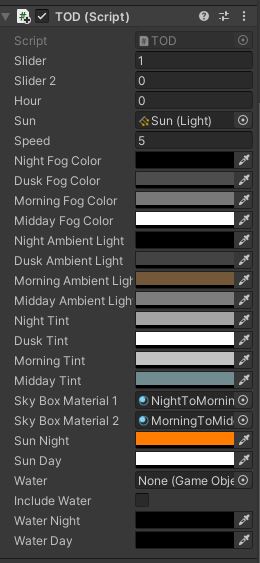 TOD (Script)
Script TOD
Slider 1
Slider 2 0
Hour 0
Sun Sun (Light)
Speed 5
Night Fog Color
Dusk Fog Color
Morning Fog Color
Midday Fog Color
Night Ambient Light
Dusk Ambient Light
Morning Ambient Ligh
Midday Ambient Ligh
Night Tint
Dusk Tint
Morning Tint
Midday Tint
Sky Box Material 1 NightToMornin
Sky Box Material 2 MorningToMid
Sun Night
Sun Day
Water None (Game Obje
Include Water
Water Night
Water Day